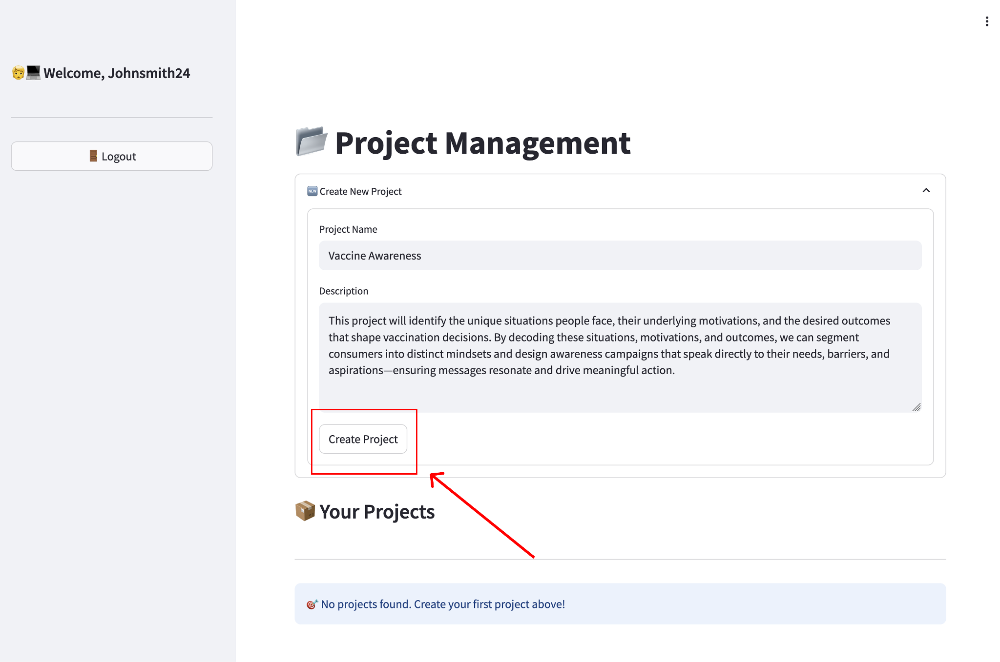 Welcome, Johnsmith24
Logout
Project Management
NEW Create New Project
Project Name
Vaccine Awareness
Description
This project will identify the unique situations people face, their underlying motivations, and the desired outcomes
that shape vaccination decisions. By decoding these situations, motivations, and outcomes, we can segment
consumers into distinct mindsets and design awareness campaigns that speak directly to their needs, barriers, and
aspirations—ensuring messages resonate and drive meaningful action.
Create Project
Your Projects
No projects found. Create your first project above!